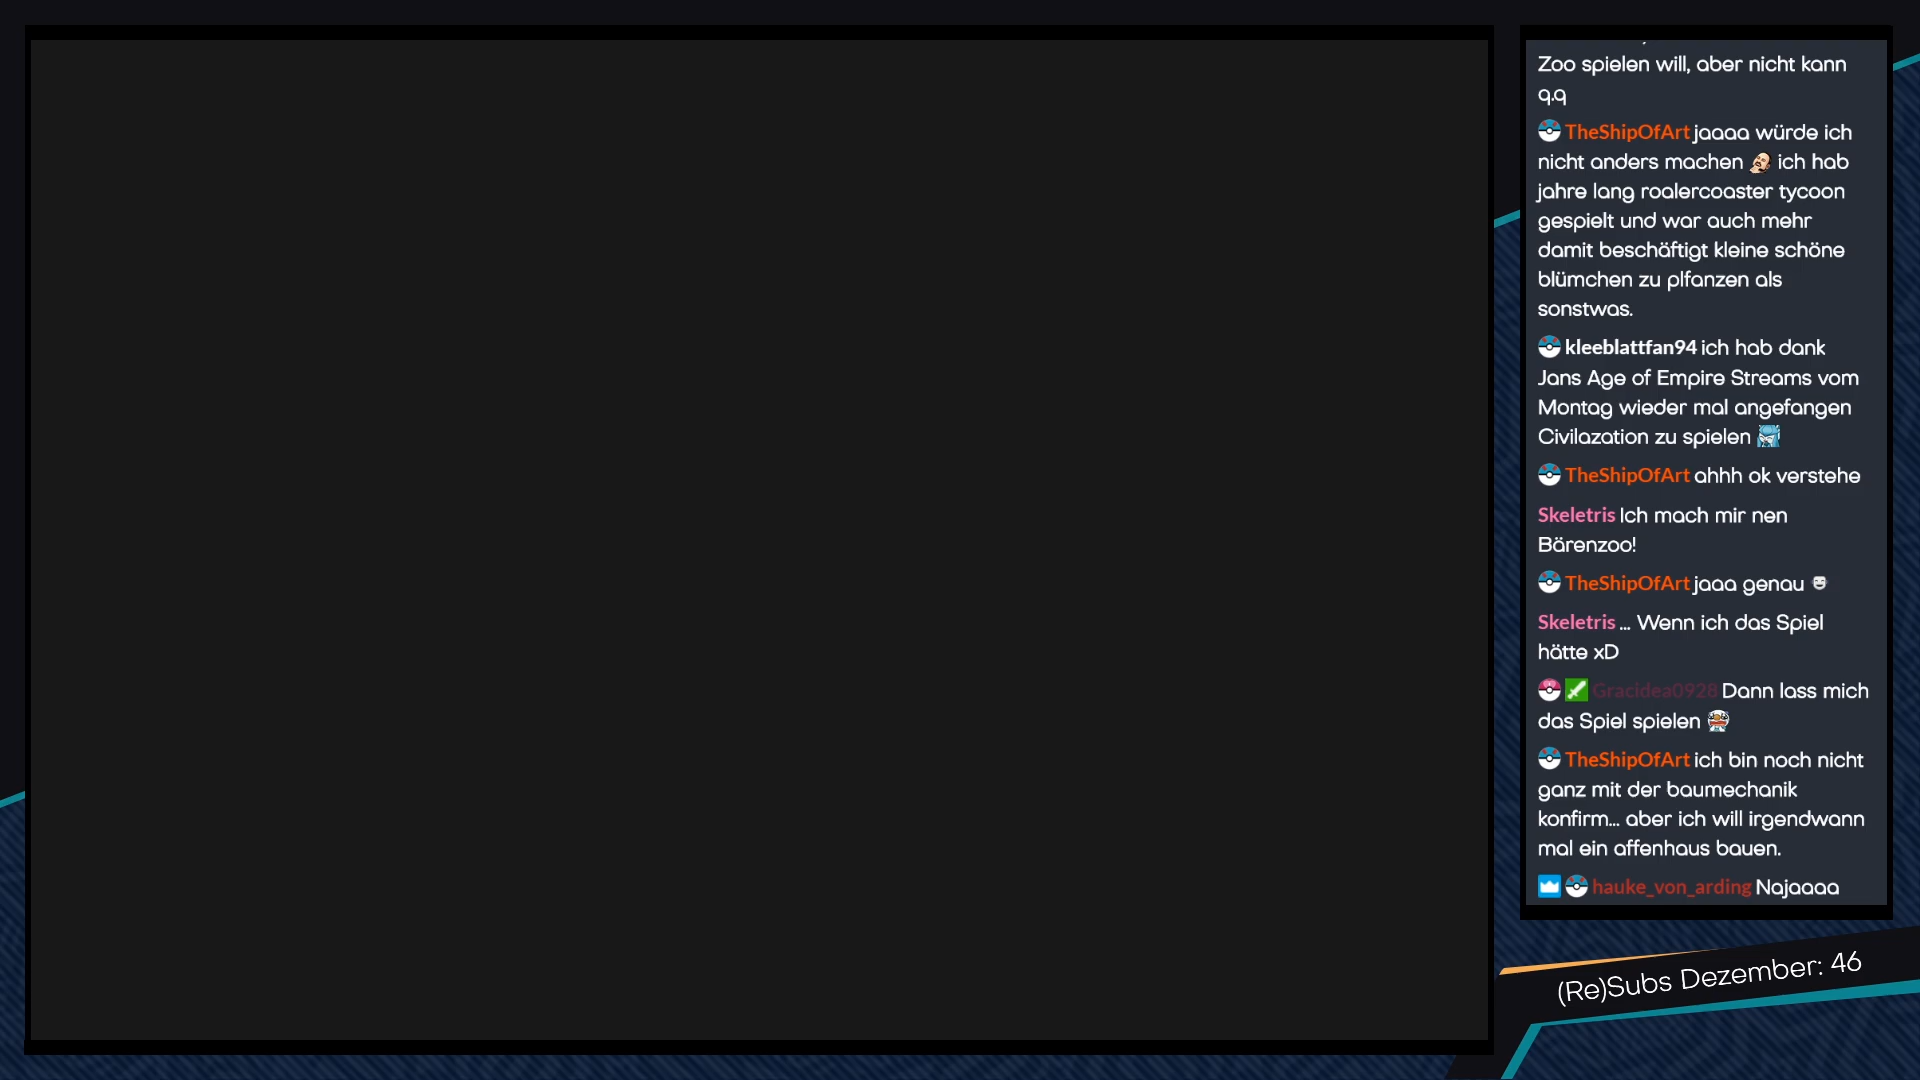 Zoo spielen will, aber nicht kann
q.q
TheShipOfArt jaaaa würde ich
nicht anders machen ich hab
jahre lang roalercoaster tycoon
gespielt und war auch mehr
damit beschäftigt kleine schöne
blümchen zu plfanzen als
sonstwas.
kleeblattfan94 ich hab dank
Jans Age of Empire Streams vom
Montag wieder mal angefangen
Civilazation zu spielen
TheShipOfArt ahhh ok verstehe
Skeletris Ich mach mir nen
Bärenzoo!
TheShipOfArt jaaa genau
Skeletris ... Wenn ich das Spiel
hätte xD
Gracidea0928 Dann lass mich
das Spiel spielen
TheShipOfArt ich bin noch nicht
ganz mit der baumechanik
konfirm... aber ich will irgendwann
mal ein affenhaus bauen.
hauke_von_arding Najaaaa
(Re)Subs Dezember: 46